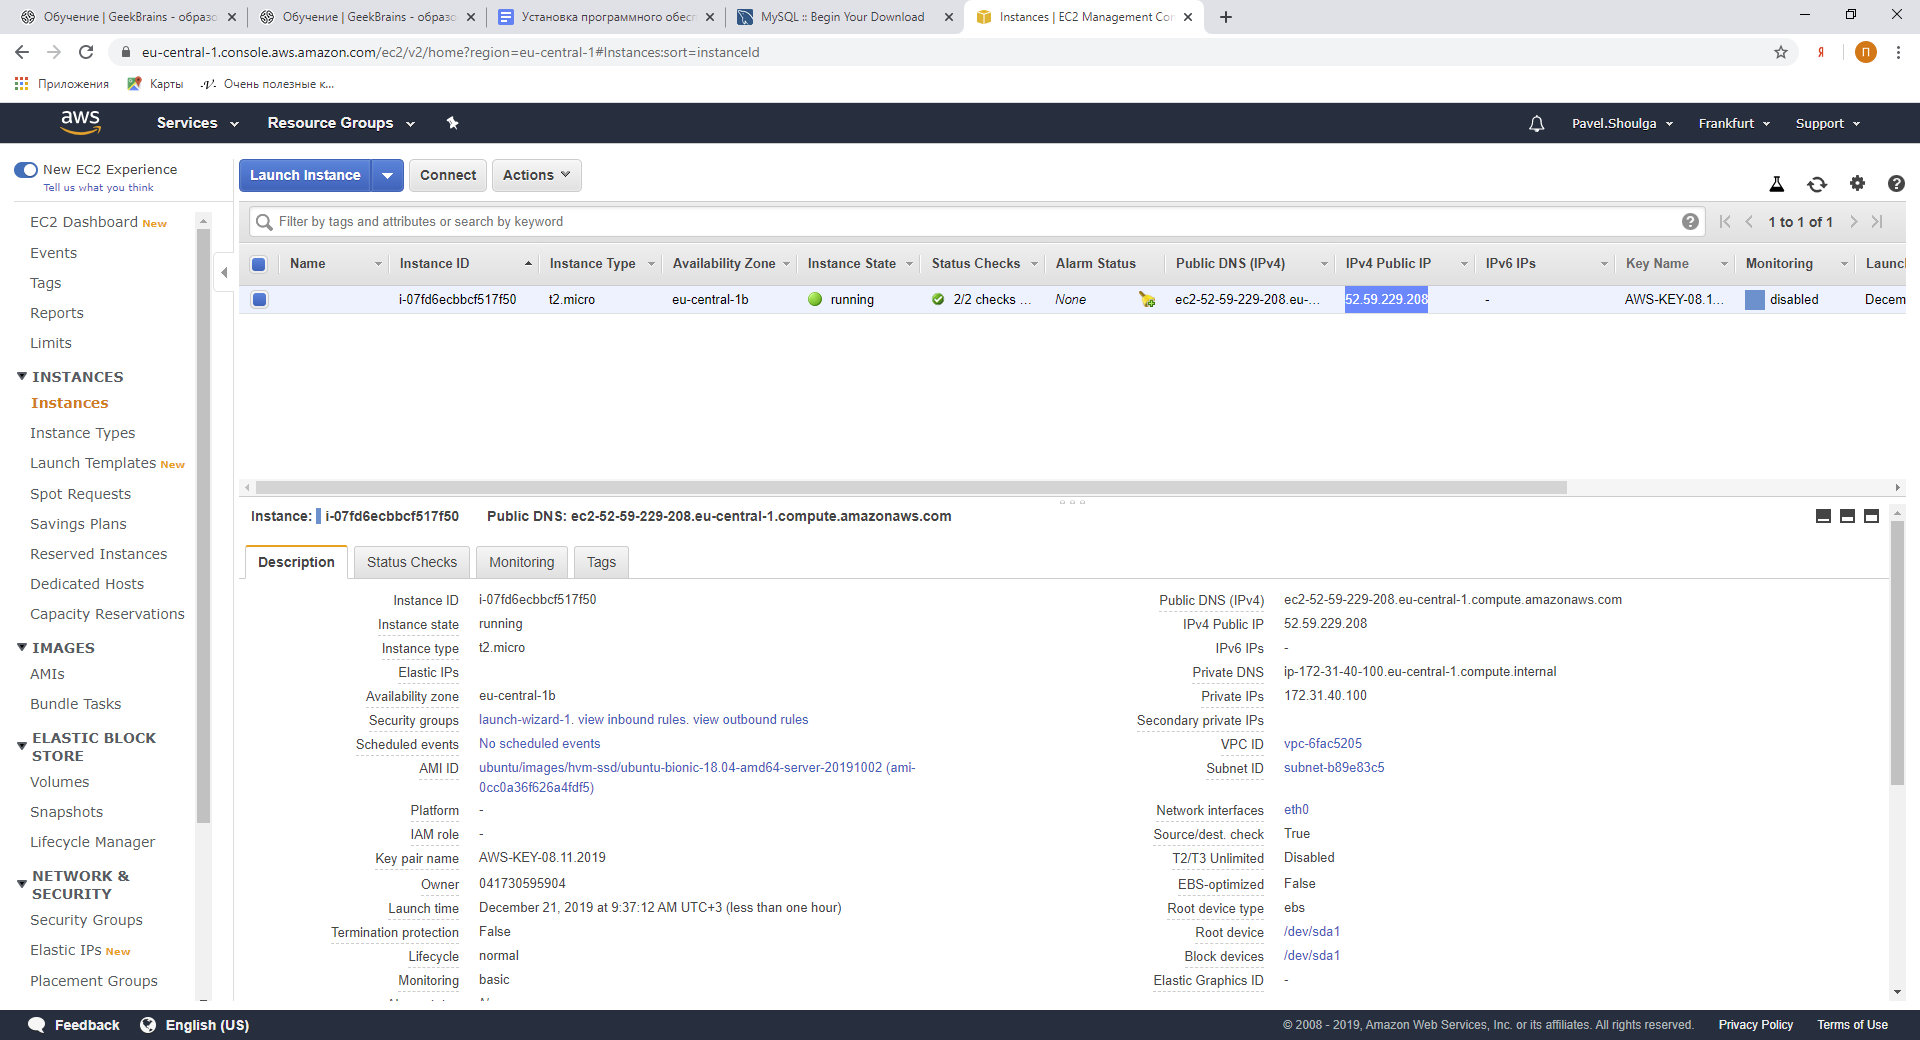 Обучение | GeekBrains - образо
Обучение | GeekBrains - образо
Установка программного обесп
MySQL :: Begin Your Download
Instances | EC2 Management Con
eu-central-1.console.aws.amazon.com/ec2/v2/home?region=eu-central-1#Instances:sort=instanceId
Я
П
Приложения
Карты
Очень полезные к...
aws
Services
Resource Groups
Pavel.Shoulga
Frankfurt
Support
New EC2 Experience
Tell us what you think
Launch Instance
Connect
Actions
EC2 Dashboard New
Events
Tags
Reports
Limits
INSTANCES
Instances
Instance Types
Launch Templates New
Spot Requests
Savings Plans
Reserved Instances
Dedicated Hosts
Capacity Reservations
IMAGES
AMIs
Bundle Tasks
ELASTIC BLOCK
STORE
Volumes
Snapshots
Lifecycle Manager
NETWORK &
SECURITY
Security Groups
Elastic IPs New
Placement Groups
Filter by tags and attributes or search by keyword
1 to 1 of 1
Name Instance ID Instance Type Availability Zone Instance State Status Checks Alarm Status Public DNS (IPv4) IPv4 Public IP IPv6 IPs Key Name Monitoring Launc
i-07fd6ecbbcf517f50 t2.micro eu-central-1b running 2/2 checks ... None ec2-52-59-229-208.eu-... 52.59.229.208 - AWS-KEY-08.1... disabled Decem
Instance: i-07fd6ecbbcf517f50 Public DNS: ec2-52-59-229-208.eu-central-1.compute.amazonaws.com
Description
Status Checks
Monitoring
Tags
Instance ID i-07fd6ecbbcf517f50
Instance state running
Instance type t2.micro
Elastic IPs
Availability zone eu-central-1b
Security groups launch-wizard-1. view inbound rules. view outbound rules
Scheduled events No scheduled events
AMI ID ubuntu/images/hvm-ssd/ubuntu-bionic-18.04-amd64-server-20191002 (ami-
0cc0a36f626a4fdf5)
Platform -
IAM role -
Key pair name AWS-KEY-08.11.2019
Owner 041730595904
Launch time December 21, 2019 at 9:37:12 AM UTC+3 (less than one hour)
Termination protection False
Lifecycle normal
Monitoring basic
Public DNS (IPv4) ec2-52-59-229-208.eu-central-1.compute.amazonaws.com
IPv4 Public IP 52.59.229.208
IPv6 IPs -
Private DNS ip-172-31-40-100.eu-central-1.compute.internal
Private IPs 172.31.40.100
Secondary private IPs
VPC ID vpc-6fac5205
Subnet ID subnet-b89e83c5
Network interfaces eth0
Source/dest. check True
T2/T3 Unlimited Disabled
EBS-optimized False
Root device type ebs
Root device /dev/sda1
Block devices /dev/sda1
Elastic Graphics ID -
Feedback
English (US)
© 2008 - 2019, Amazon Web Services, Inc. or its affiliates. All rights reserved.
Privacy Policy
Terms of Use